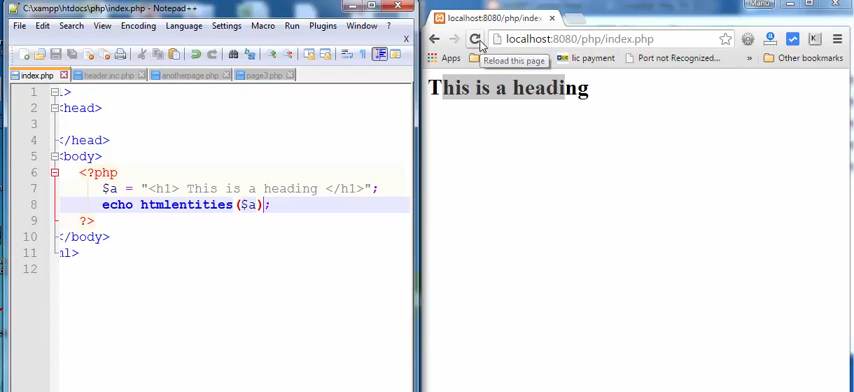 C:\xampp\htdocs\php\index.php - Notepad++
File Edit Search View Encoding Language Settings Macro Run Plugins Window ?
X
index.php header.inc.php anotherpage.php page3.php
1 l>
2 <head>
3
4 </head>
5 <body>
6 <?php
7 $a = "<h1> This is a heading </h1>";
8 echo htmlentities($a);
9 ?>
10 </body>
11 ml>
12
Manu
localhost:8080/php/inde
localhost:8080/php/index.php
Reload this page
Apps lic payment Port not Recognized... » Other bookmarks
This is a heading